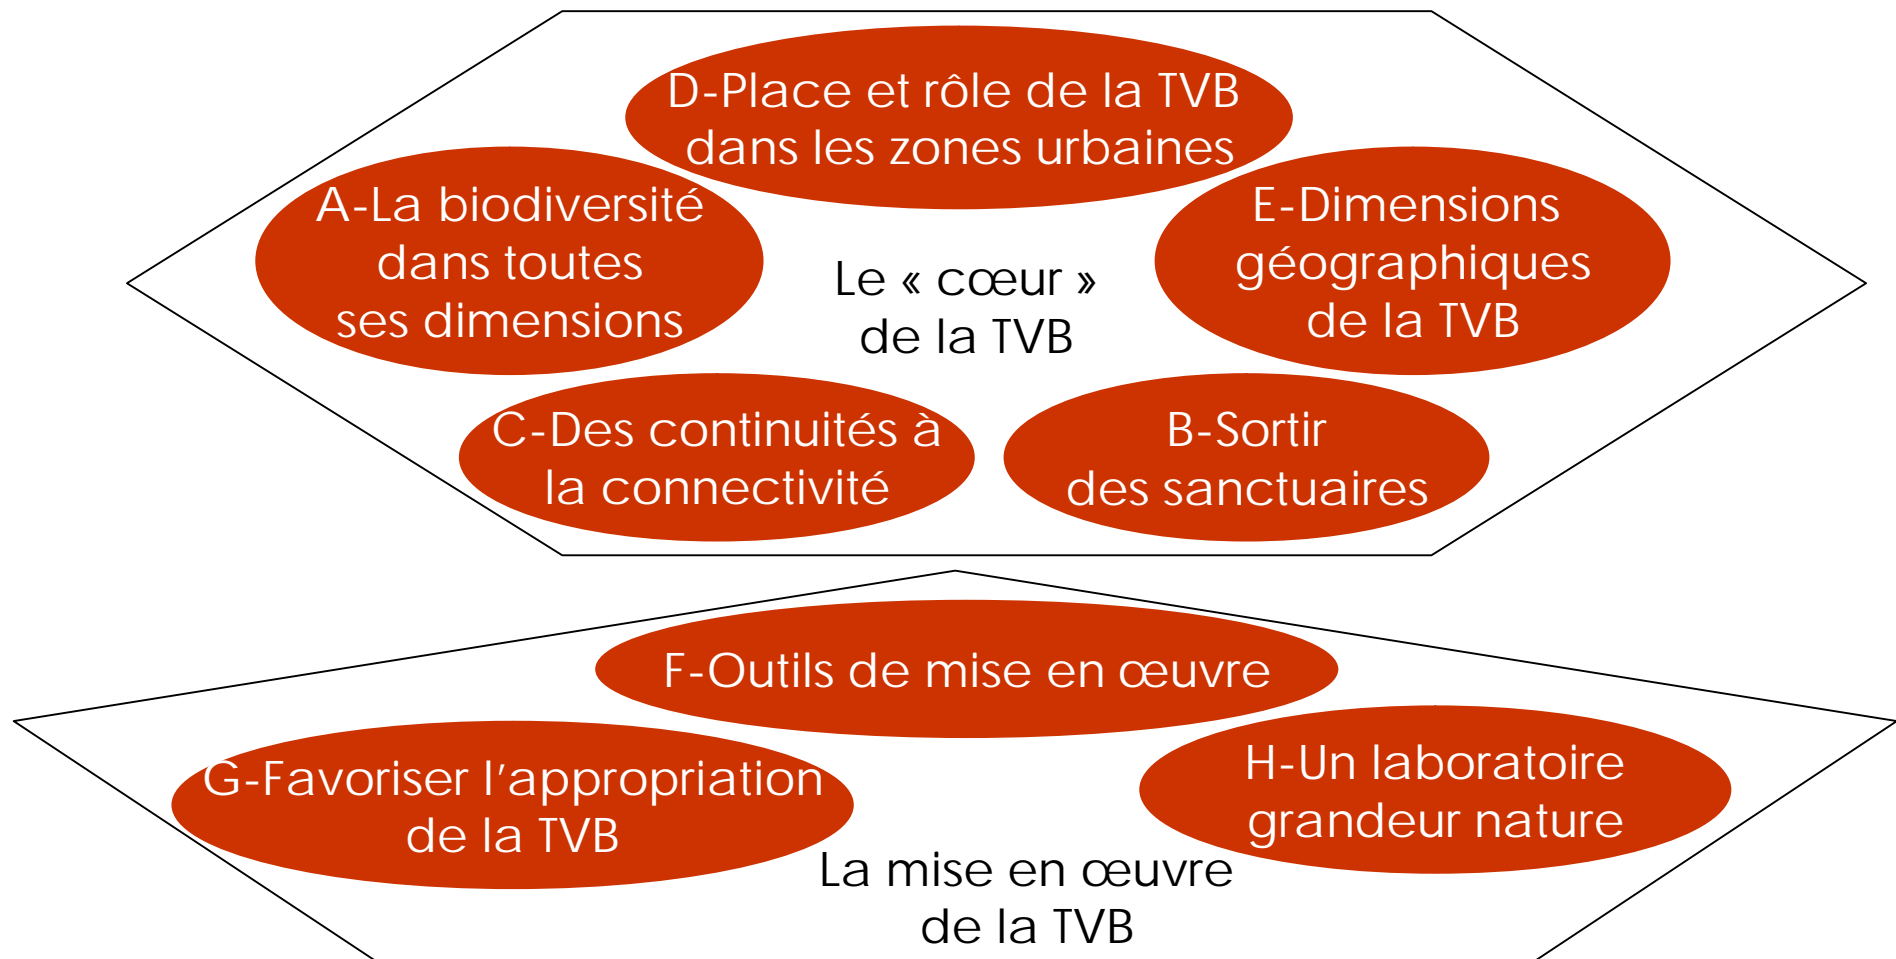 D-Place et rôle de la TVB
dans les zones urbaines
A-La biodiversité
dans toutes
ses dimensions
E-Dimensions
géographiques
de la TVB
Le « cœur »
de la TVB
C-Des continuités à
la connectivité
B-Sortir
des sanctuaires
F-Outils de mise en œuvre
G-Favoriser l’appropriation
de la TVB
H-Un laboratoire
grandeur nature
La mise en œuvre
de la TVB